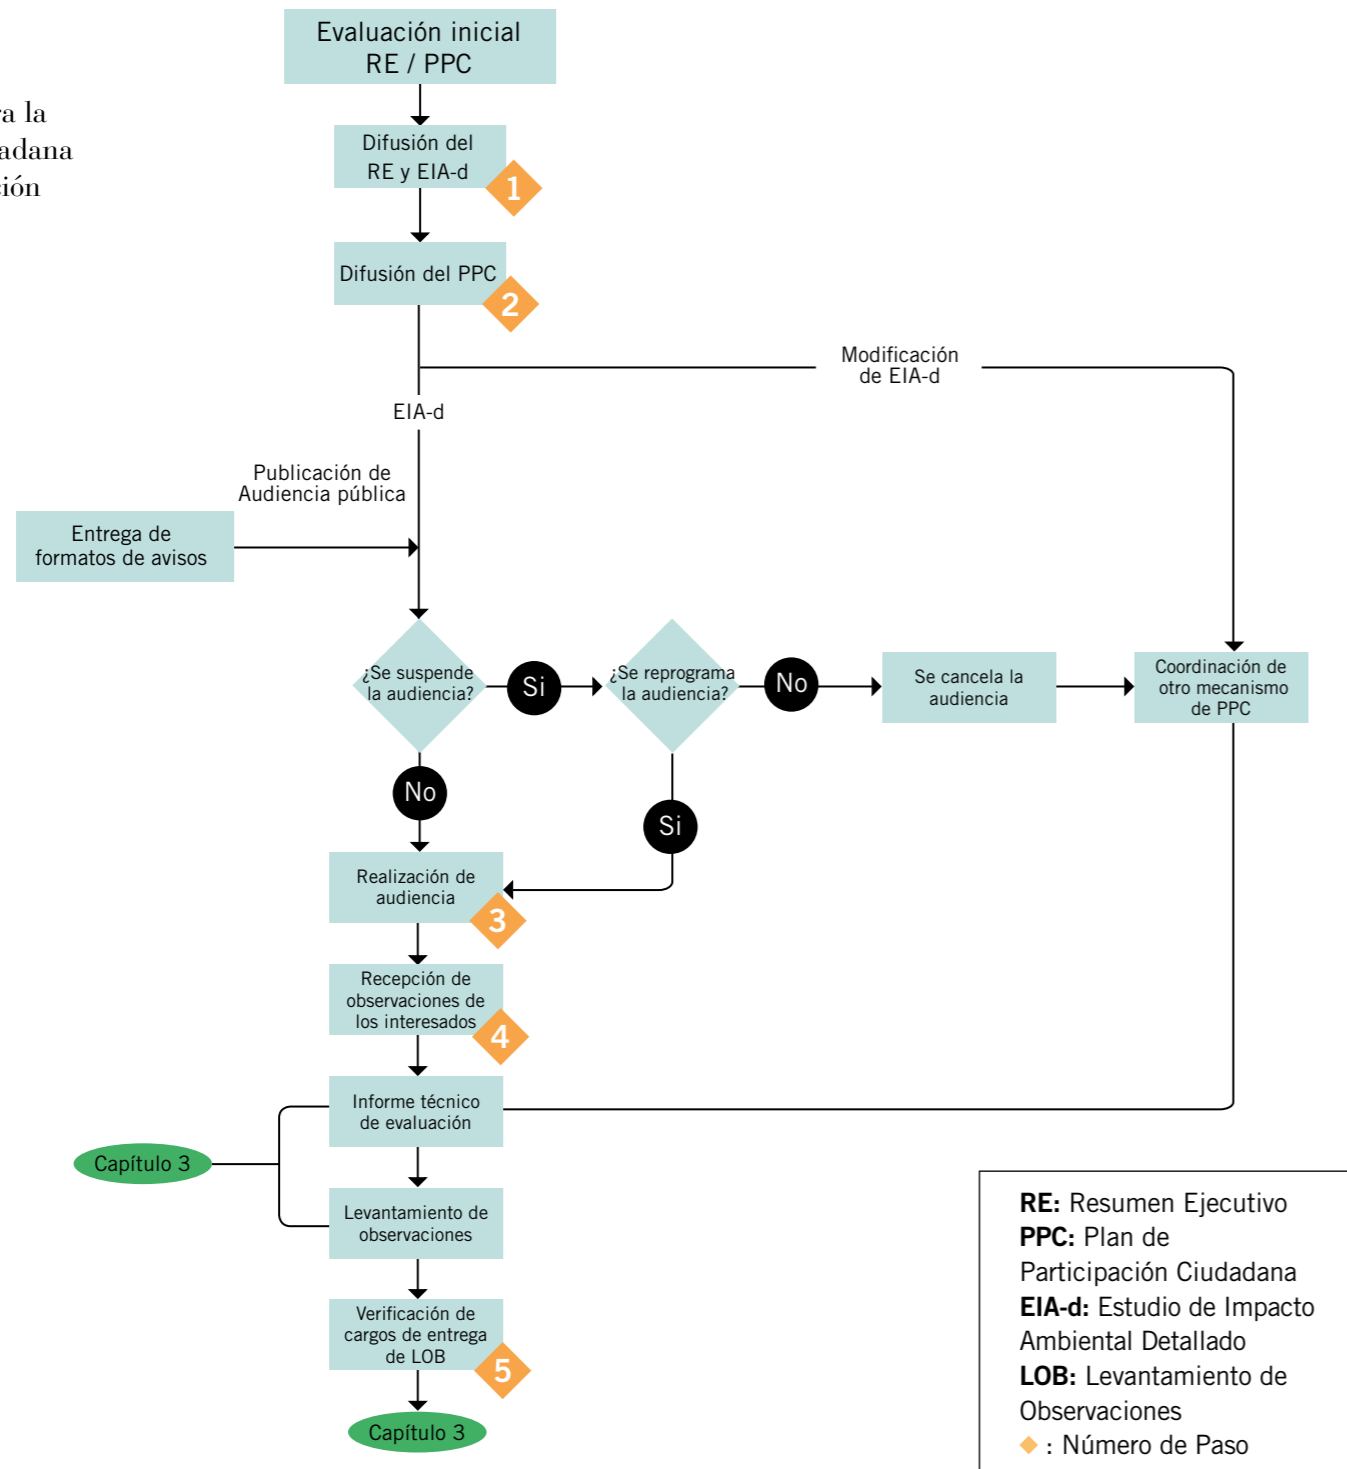 Evaluación inicial
RE / PPC
la
Difusión del
RE y EIA-d
1
Difusión del PPC
2
Modificación
de EIA-d
EIA-d
Publicación de
Audiencia pública
Entrega de
formatos de avisos
¿Se suspende
la audiencia?
Si
¿Se reprograma
la audiencia?
No
Se cancela la
audiencia
Coordinación de
otro mecanismo
de PPC
No
Si
Realización de
audiencia
3
Recepción de
observaciones de
los interesados
4
Informe técnico
de evaluación
Capítulo 3
Levantamiento de
observaciones
Verificación de
cargos de entrega
de LOB
5
Capítulo 3
RE: Resumen Ejecutivo
PPC: Plan de
Participación Ciudadana
EIA-d: Estudio de Impacto
Ambiental Detallado
LOB: Levantamiento de
Observaciones
: Número de Paso